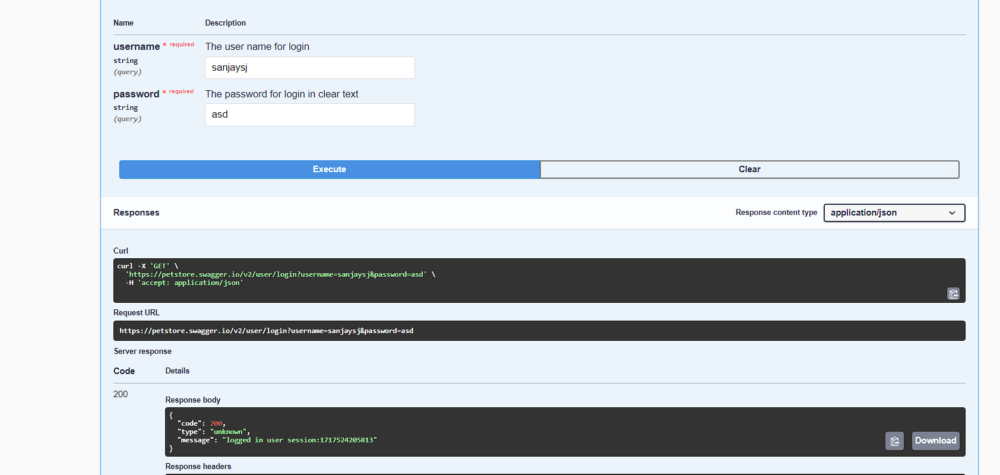 Name Description
username * required The user name for login
string
(query)
sanjaysj
password * required The password for login in clear text
string
(query)
asd
Execute Clear
Responses Response content type application/json
Curl
curl -X 'GET' \
'https://petstore.swagger.io/v2/user/login?username=sanjaysj&password=asd' \
-H 'accept: application/json'
Request URL
https://petstore.swagger.io/v2/user/login?username=sanjaysj&password=asd
Server response
Code Details
200
Response body
{
"code": 200,
"type": "unknown",
"message": "logged in user session:1717524205813"
}
Download
Response headers